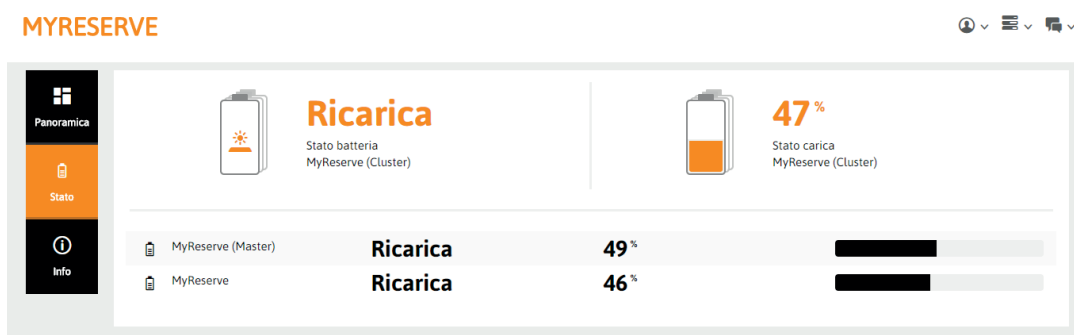 MYRESERVE
Panoramica
Stato
Info
Ricarica
Stato batteria
MyReserve (Cluster)
47 %
Stato carica
MyReserve (Cluster)
MyReserve (Master) Ricarica 49 %
MyReserve Ricarica 46 %